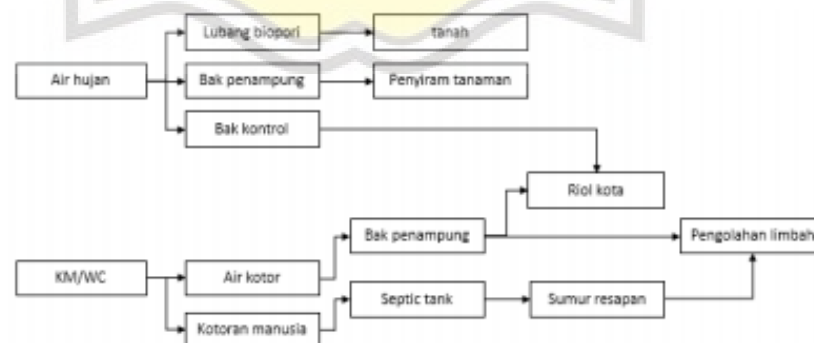 Lubang biopori
tanah
Air hujan
Bak penampung
Penyiram tanaman
Bak kontrol
Riol kota
Bak penampung
Pengolahan limbah
KM/WC
Air kotor
Septic tank
Sumur resapan
Kotoran manusia